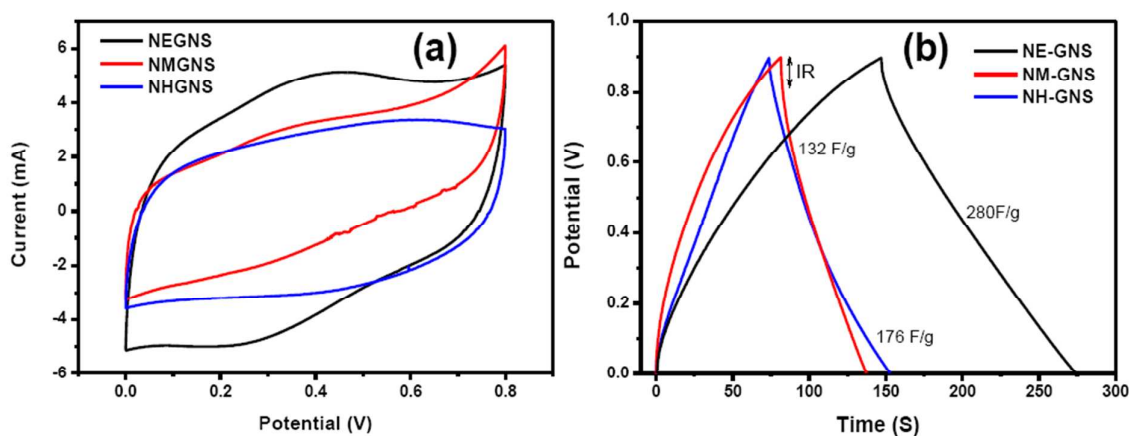 (a)
NEGNS
NMGNS
NHGNS
Current (mA)
6
4
2
0
-2
-4
-6
0.0 0.2 0.4 0.6 0.8
Potential (V)
(b)
NE-GNS
NM-GNS
NH-GNS
IR
132 F/g
280F/g
176 F/g
Potential (V)
1.0
0.8
0.6
0.4
0.2
0.0
0 50 100 150 200 250 300
Time (S)